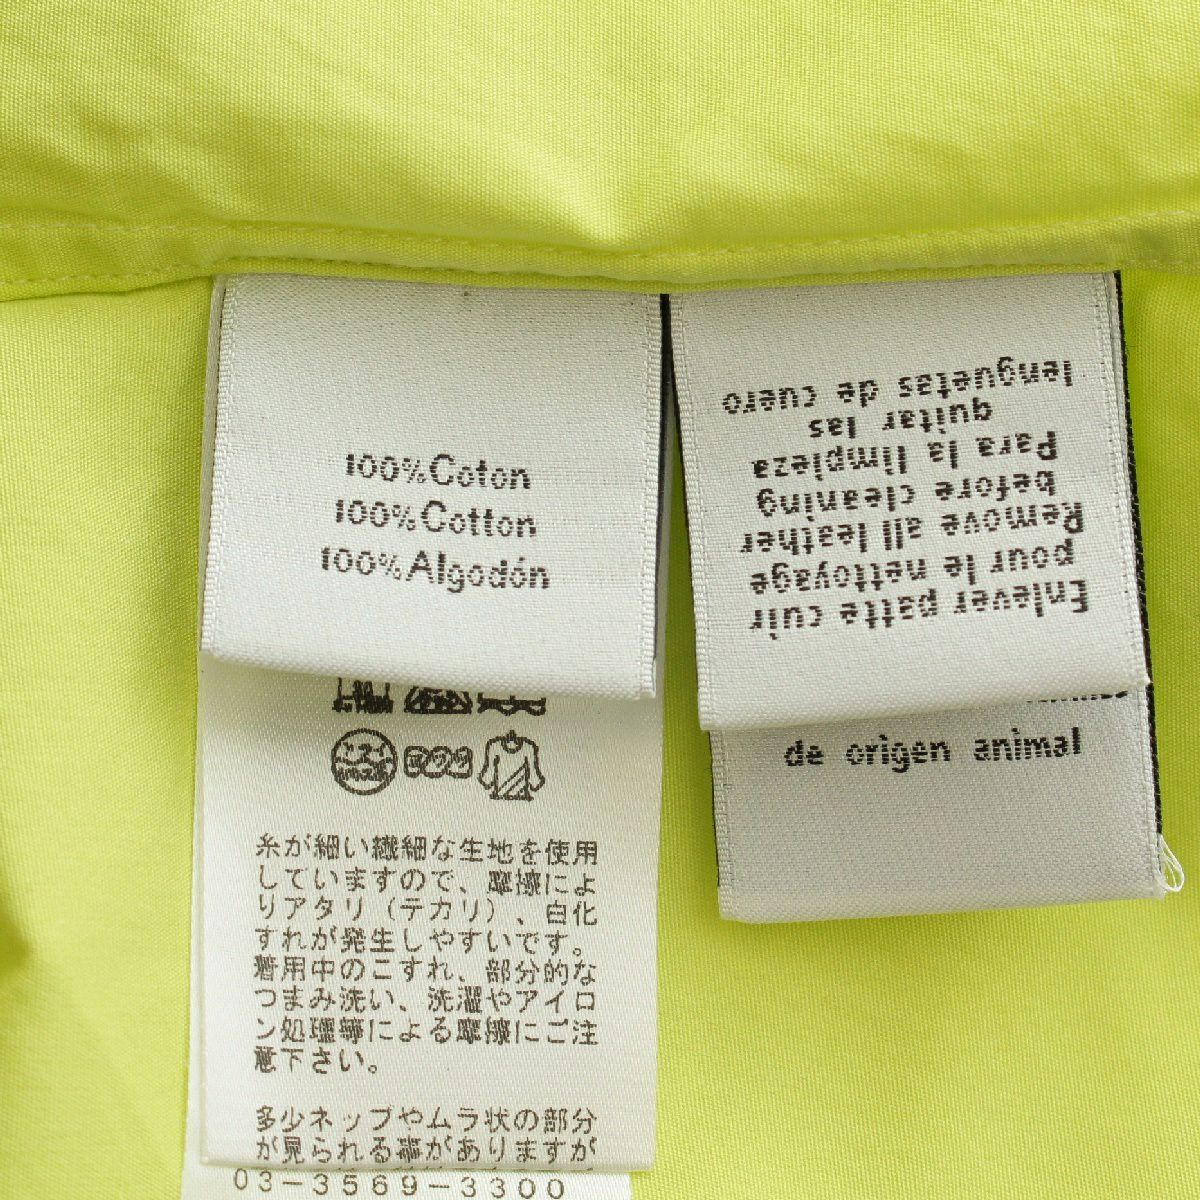 100%Coton
100%Cotton
100%Algodón
糸が細い繊細な生地を使用
していますので、摩擦によ
りアタリ（テカリ）、白化
すれが発生しやすいです。
着用中のこすれ、部分的な
つまみ洗い、洗濯やアイロ
ン処理等による摩擦にご注
意下さい。
多少ネップやムラ状の部分
が見られる事がありますが
03-3569-3300
Enlever patte cuir
pour le nettoyage
Remove all leather
before cleaning
Para la limpieza
quitar las
lenguetas de cuero
de origen animal